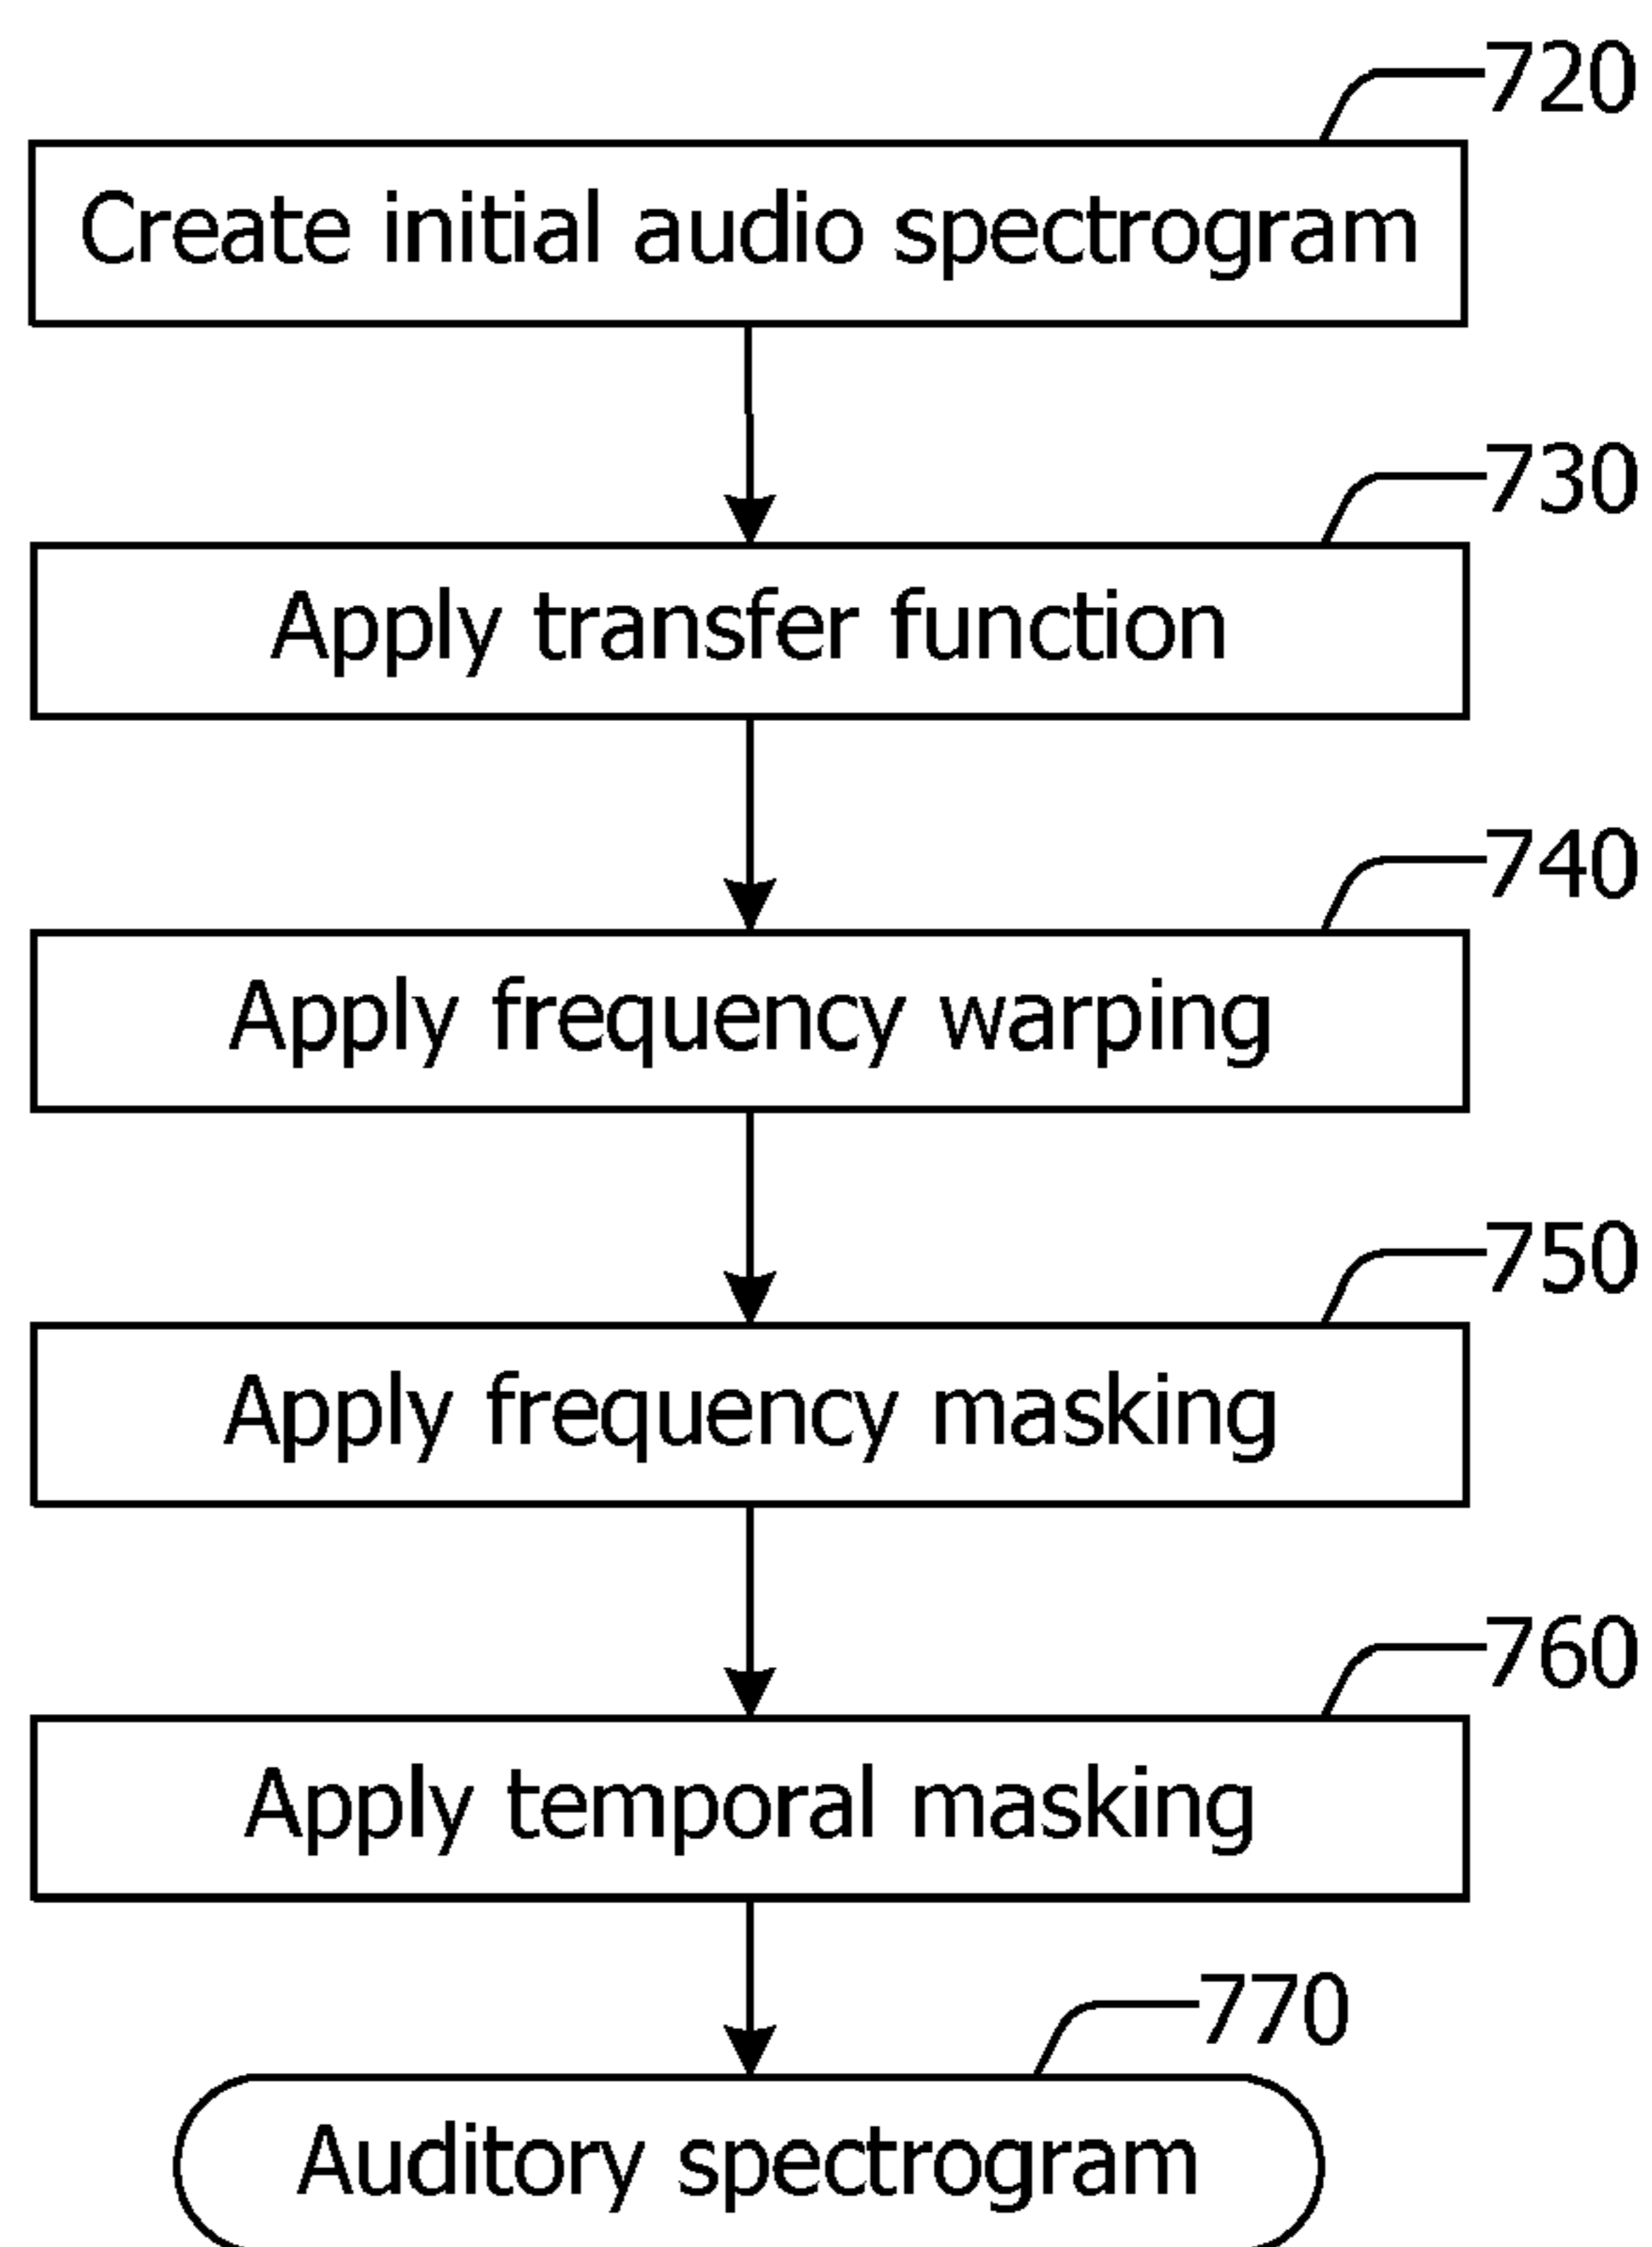 720
Create initial audio spectrogram
730
Apply transfer function
740
Apply frequency warping
750
Apply frequency masking
760
Apply temporal masking
770
Auditory spectrogram